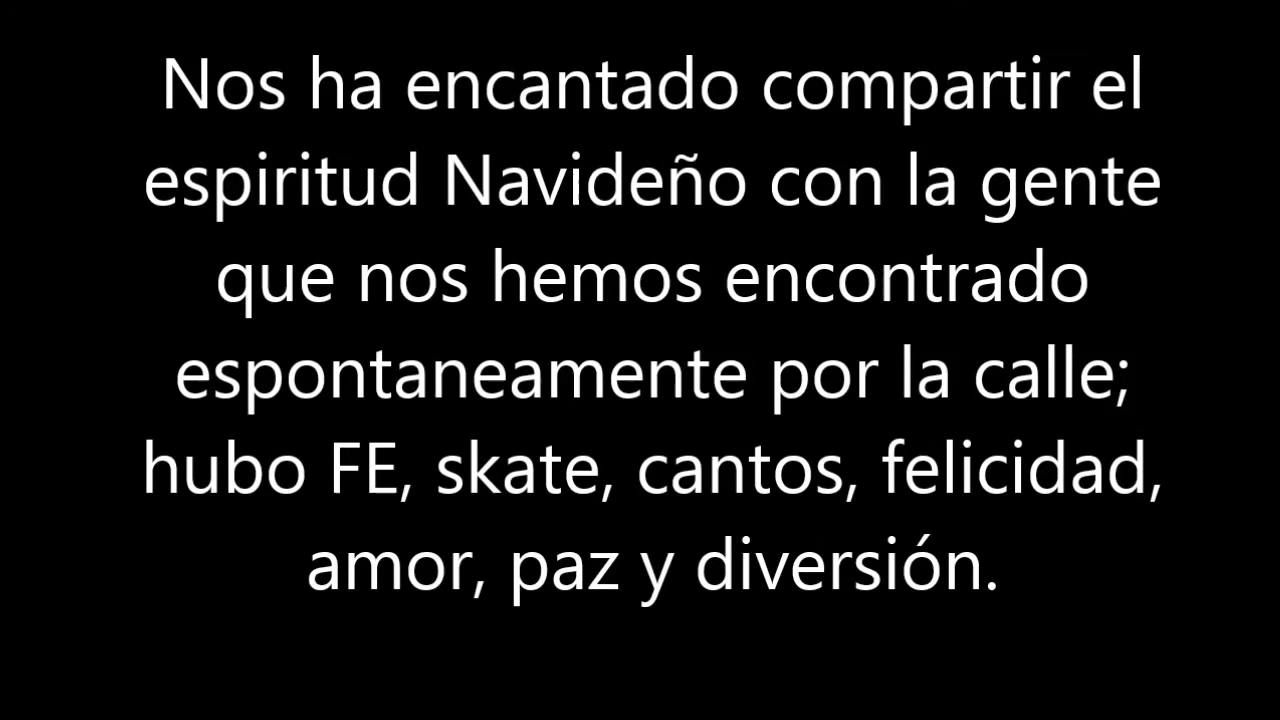 Nos ha encantado compartir el
espiritud Navideño con la gente
que nos hemos encontrado
espontaneamente por la calle;
hubo FE, skate, cantos, felicidad,
amor, paz y diversión.